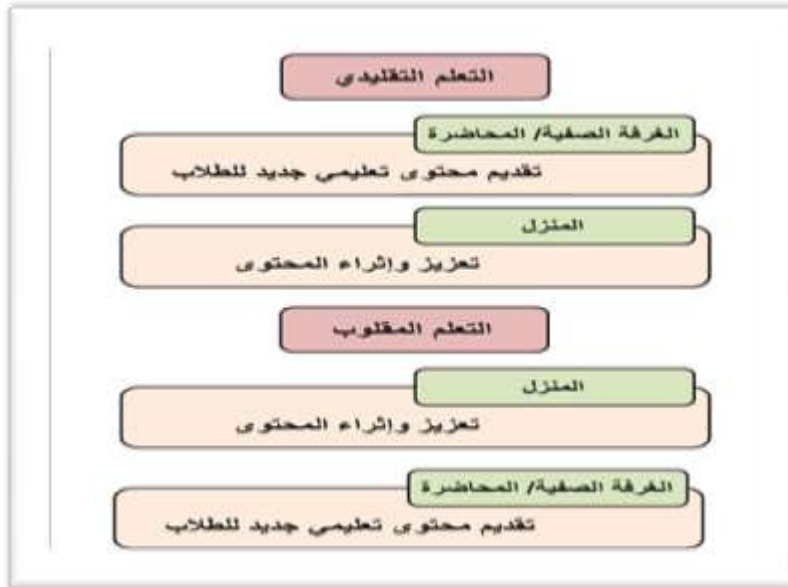 التعلم التقليدى
الغرفة الصفية/ المحاضرة
تقديم محتوى تعليمي جديد للطلاب
المنزل
تعزيز وإثراء المحتوى
التعلم المقلوب
المنزل
تعزيز وإثراء المحتوى
الغرفة الصفية/ المحاضرة
تقديم محتوى تعليمي جديد للطلاب